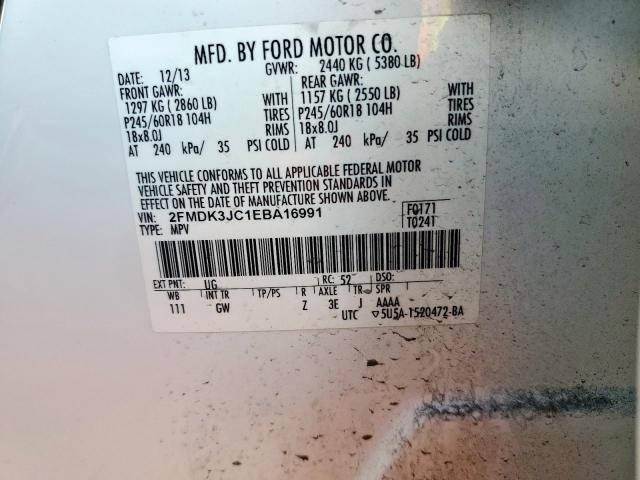 MFD. BY FORD MOTOR CO.
DATE: 12/13 GVWR: 2440 KG ( 5380 LB)
FRONT GAWR: REAR GAWR:
1297 KG ( 2860 LB) WITH 1157 KG ( 2550 LB) WITH
P245/60R18 104H TIRES P245/60R18 104H TIRES
18x8.0J RIMS 18x8.0J RIMS
AT 240 kPa/ 35 PSI COLD AT 240 kPa/ 35 PSI COLD
THIS VEHICLE CONFORMS TO ALL APPLICABLE FEDERAL MOTOR
VEHICLE SAFETY AND THEFT PREVENTION STANDARDS IN
EFFECT ON THE DATE OF MANUFACTURE SHOWN ABOVE.
VIN: 2FMDK3JC1EBA16991 F0171
TYPE: MPV T0241
EXT PNT: UG RC: 52 DSO:
WB INT TR TP/PS R AXLE TR SPR
111 GW Z 3E J AAAA
UTC ▽5U5A-1520472-BA